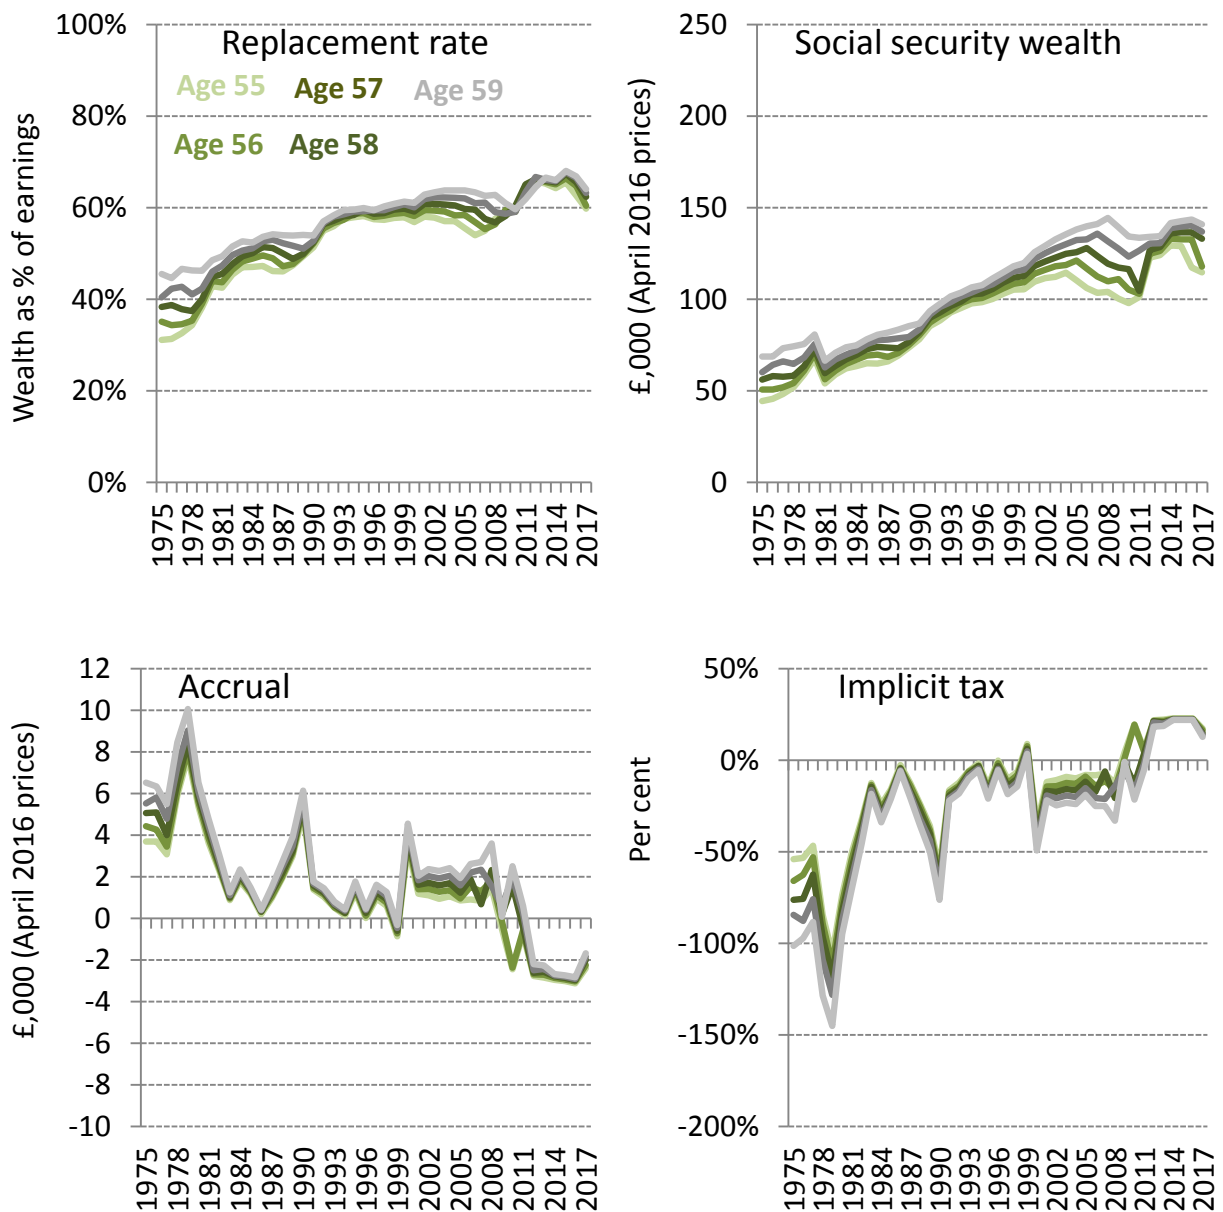 Replacement rate
Age 55 Age 57 Age 59
Age 56 Age 58
Wealth as % of earnings
100%
80%
60%
40%
20%
0%
1975 1978 1981 1984 1987 1990 1993 1996 1999 2002 2005 2008 2011 2014 2017
Social security wealth
£,000 (April 2016 prices)
250
200
150
100
50
0
1975 1978 1981 1984 1987 1990 1993 1996 1999 2002 2005 2008 2011 2014 2017
Accrual
£,000 (April 2016 prices)
12
10
8
6
4
2
0
-2
-4
-6
-8
-10
1975 1978 1981 1984 1987 1990 1993 1996 1999 2002 2005 2008 2011 2014 2017
Implicit tax
Per cent
50%
0%
-50%
-100%
-150%
-200%
1975 1978 1981 1984 1987 1990 1993 1996 1999 2002 2005 2008 2011 2014 2017